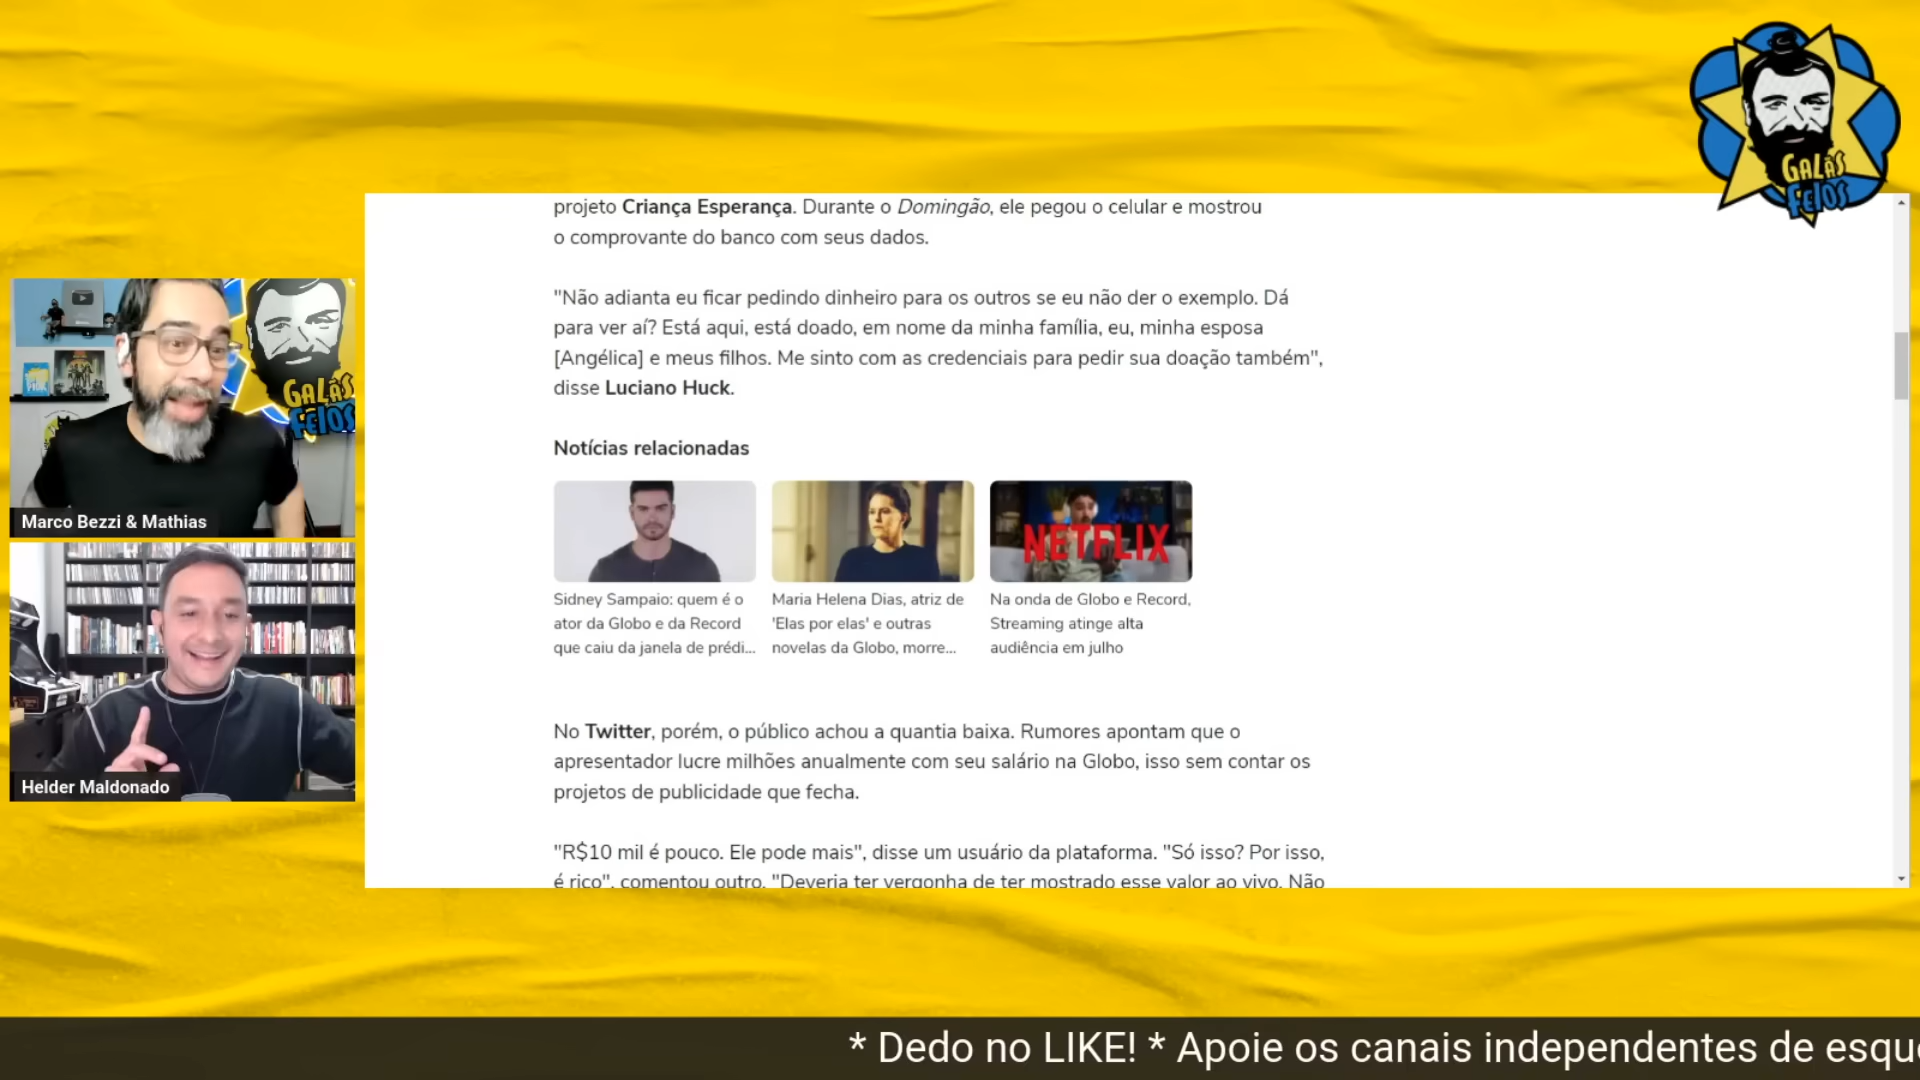 GALÃS
FEIOS
projeto Criança Esperança. Durante o Domingão, ele pegou o celular e mostrou
o comprovante do banco com seus dados.
"Não adianta eu ficar pedindo dinheiro para os outros se eu não der o exemplo. Dá
para ver aí? Está aqui, está doado, em nome da minha família, eu, minha esposa
[Angélica] e meus filhos. Me sinto com as credenciais para pedir sua doação também",
disse Luciano Huck.
Notícias relacionadas
NETFLIX
Sidney Sampaio: quem é o
ator da Globo e da Record
que caiu da janela de prédi...
Maria Helena Dias, atriz de
'Elas por elas' e outras
novelas da Globo, morre...
Na onda de Globo e Record,
Streaming atinge alta
audiência em julho
No Twitter, porém, o público achou a quantia baixa. Rumores apontam que o
apresentador lucre milhões anualmente com seu salário na Globo, isso sem contar os
projetos de publicidade que fecha.
"R$10 mil é pouco. Ele pode mais", disse um usuário da plataforma. "Só isso? Por isso,
é rico", comentou outro. "Deveria ter vergonha de ter mostrado esse valor ao vivo. Não
GALÃS
FEIOS
Marco Bezzi & Mathias
Helder Maldonado
* Dedo no LIKE! * Apoie os canais independentes de esqu